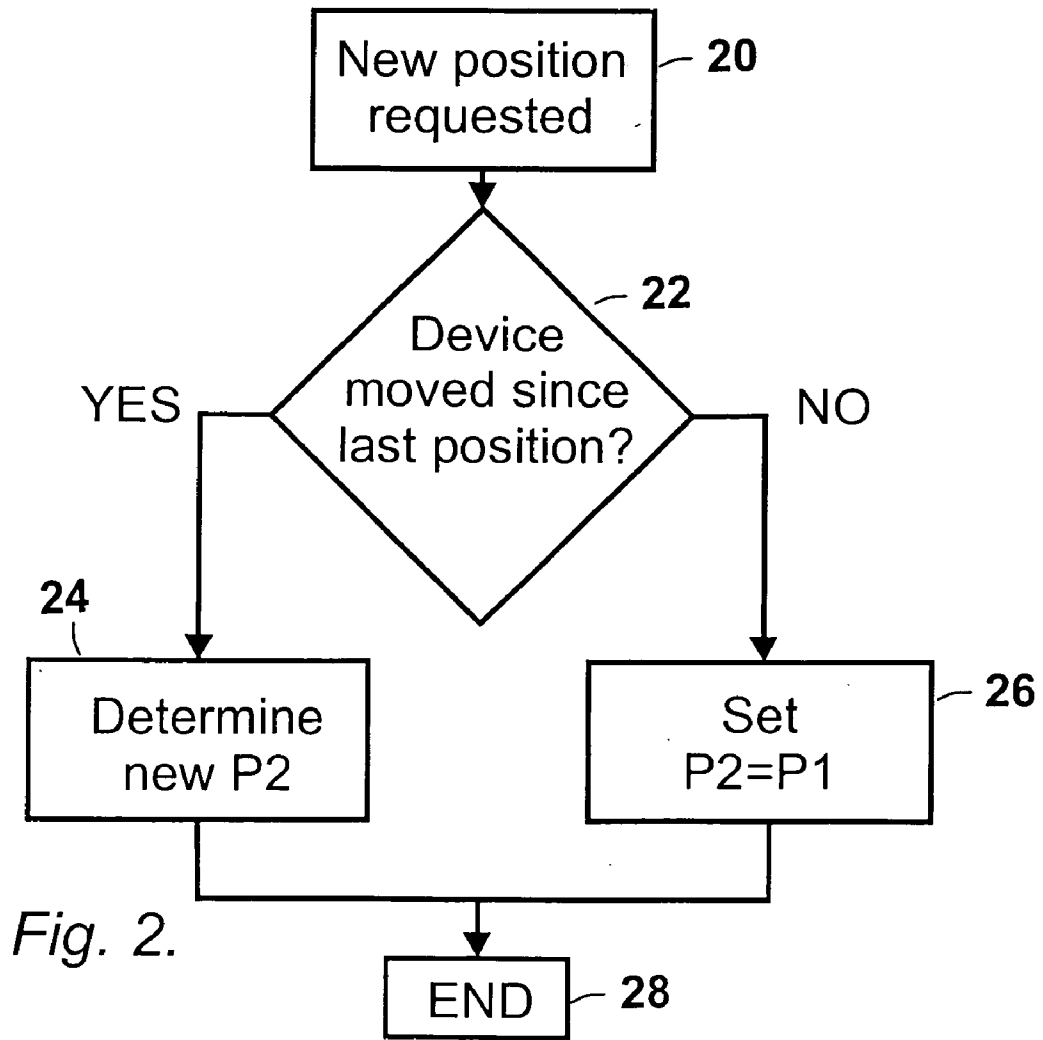 New position
requested
20
22
Device
moved since
last position?
YES
NO
24
Determine
new P2
26
Set
P2=P1
Fig. 2.
END
28